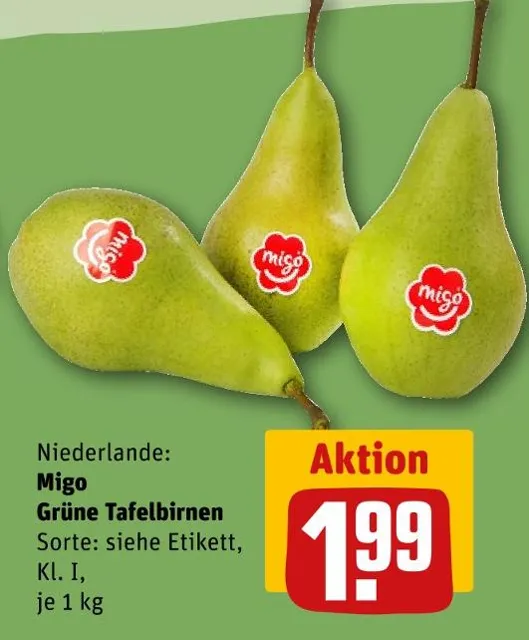 migo
migo
migo
Niederlande:
Migo
Grüne Tafelbirnen
Sorte: siehe Etikett,
Kl. I,
je 1 kg
Aktion
1.99